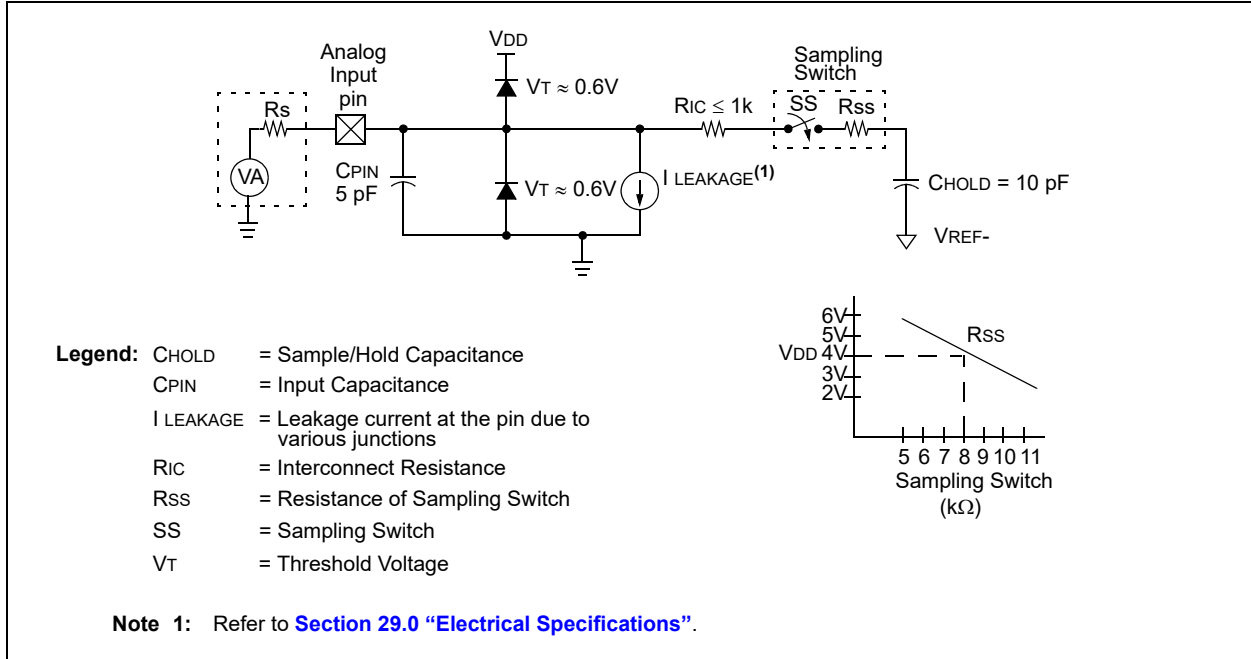 VDD
Sampling
Switch
Analog
Input
pin
VT ≈ 0.6V
Rs
RIC ≤ 1k
SS
Rss
VA
CPIN
5 pF
VT ≈ 0.6V
I LEAKAGE(1)
CHOLD = 10 pF
VREF-
Legend: CHOLD = Sample/Hold Capacitance
CPIN = Input Capacitance
I LEAKAGE = Leakage current at the pin due to
various junctions
RIC = Interconnect Resistance
RSS = Resistance of Sampling Switch
SS = Sampling Switch
VT = Threshold Voltage
6V
5V
VDD 4V
3V
2V
RSS
5 6 7 8 9 10 11
Sampling Switch
(kΩ)
Note 1: Refer to Section 29.0 “Electrical Specifications”.